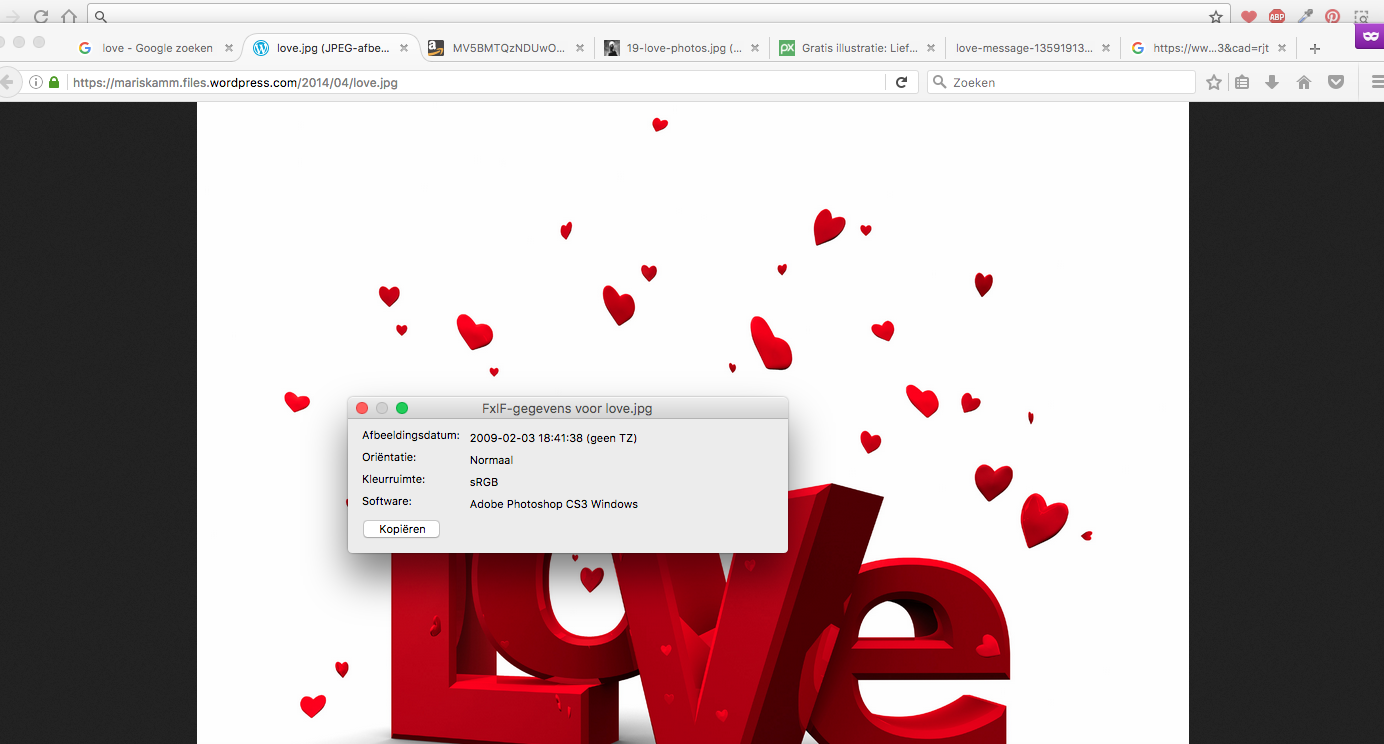 ABP
love - Google zoeken
love.jpg (JPEG-afbe...
MV5BMTQzNDUwO...
19-love-photos.jpg (...
px Gratis illustratie: Lief...
love-message-13591913...
https://ww...3&cad=rjt
https://mariskamm.files.wordpress.com/2014/04/love.jpg
Zoeken
FxIF-gegevens voor love.jpg
Afbeeldingsdatum: 2009-02-03 18:41:38 (geen TZ)
Oriëntatie: Normaal
Kleurruimte: sRGB
Software: Adobe Photoshop CS3 Windows
Kopiëren
Love